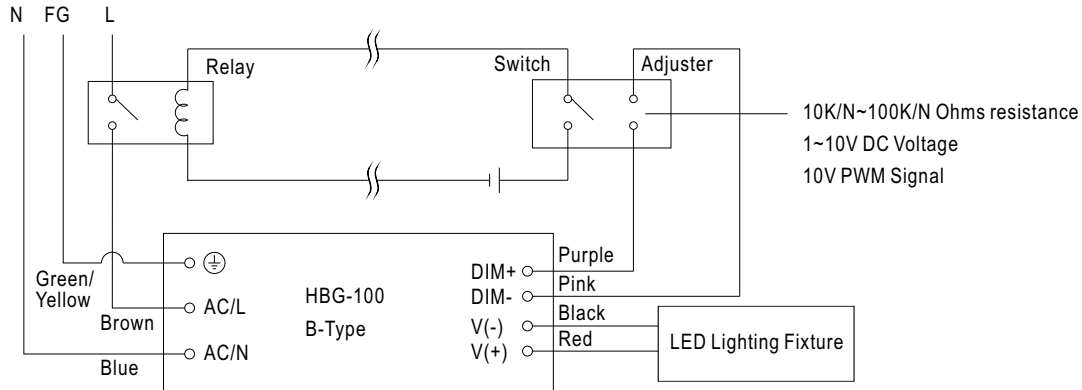 N FG L
Relay
Switch
Adjuster
10K/N~100K/N Ohms resistance
1~10V DC Voltage
10V PWM Signal
Green/
Yellow
Brown
Blue
AC/L
AC/N
HBG-100
B-Type
DIM+
DIM-
V(-)
V(+)
Purple
Pink
Black
Red
LED Lighting Fixture